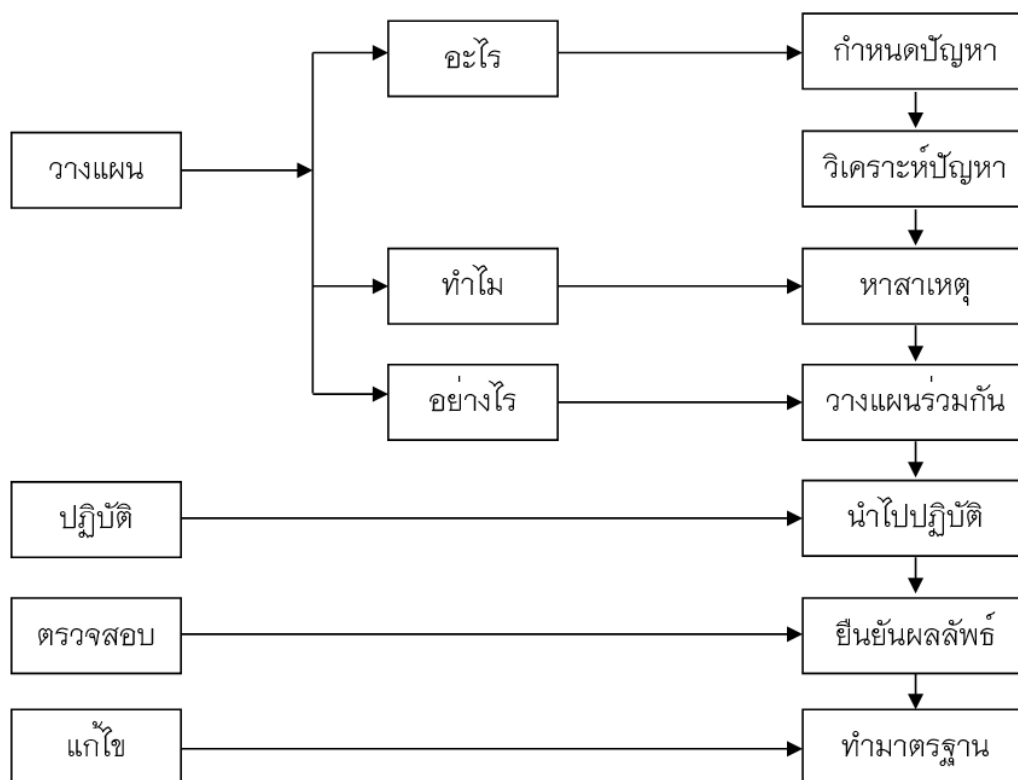 อะไร
กำหนดปัญหา
วางแผน
วิเคราะห์ปัญหา
ทำไม
หาสาเหตุ
อย่างไร
วางแผนร่วมกัน
ปฏิบัติ
นำไปปฏิบัติ
ตรวจสอบ
ยืนยันผลลัพธ์
แก้ไข
ทำมาตรฐาน